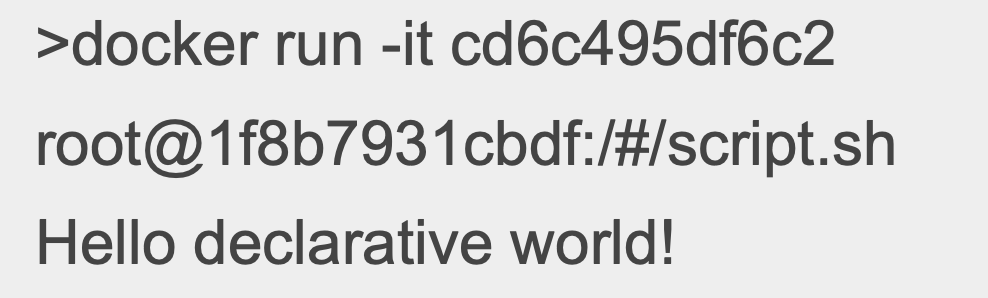 >docker run -it cd6c495df6c2
root@1f8b7931cbdf:/#/script.sh
Hello declarative world!